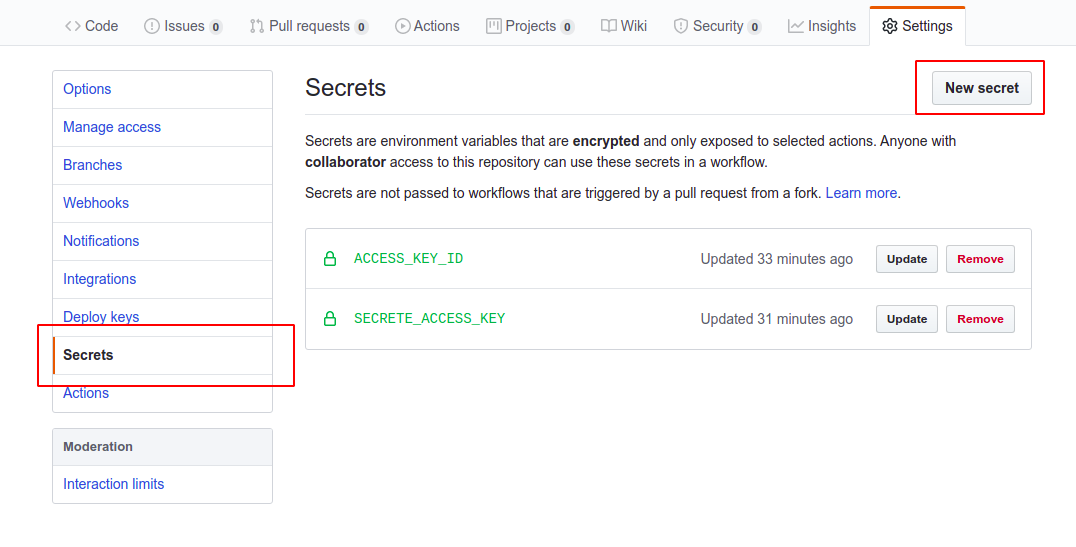 Code Issues 0 Pull requests 0 Actions Projects 0 Wiki Security 0 Insights Settings
Options
Manage access
Branches
Webhooks
Notifications
Integrations
Deploy keys
Secrets
Actions
Moderation
Interaction limits
Secrets New secret
Secrets are environment variables that are encrypted and only exposed to selected actions. Anyone with
collaborator access to this repository can use these secrets in a workflow.
Secrets are not passed to workflows that are triggered by a pull request from a fork. Learn more.
ACCESS_KEY_ID Updated 33 minutes ago Update Remove
SECRETE_ACCESS_KEY Updated 31 minutes ago Update Remove